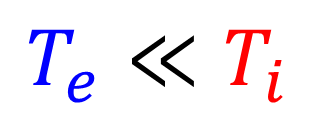 Tₑ ≪ Tᵢ